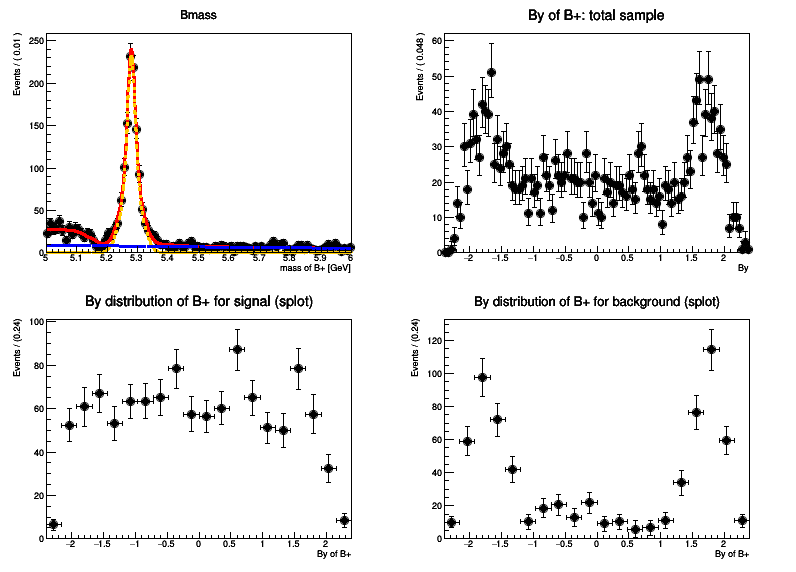 Bmass
Events / ( 0.01 )
250
200
150
100
50
0
5 5.1 5.2 5.3 5.4 5.5 5.6 5.7 5.8 5.9 6
mass of B+ [GeV]
By of B+: total sample
Events / ( 0.048 )
60
50
40
30
20
10
0
−2 −1.5 −1 −0.5 0 0.5 1 1.5 2
By
By distribution of B+ for signal (splot)
Events / (0.24)
100
80
60
40
20
0
−2 −1.5 −1 −0.5 0 0.5 1 1.5 2
By of B+
By distribution of B+ for background (splot)
Events / (0.24)
120
100
80
60
40
20
0
−2 −1.5 −1 −0.5 0 0.5 1 1.5 2
By of B+